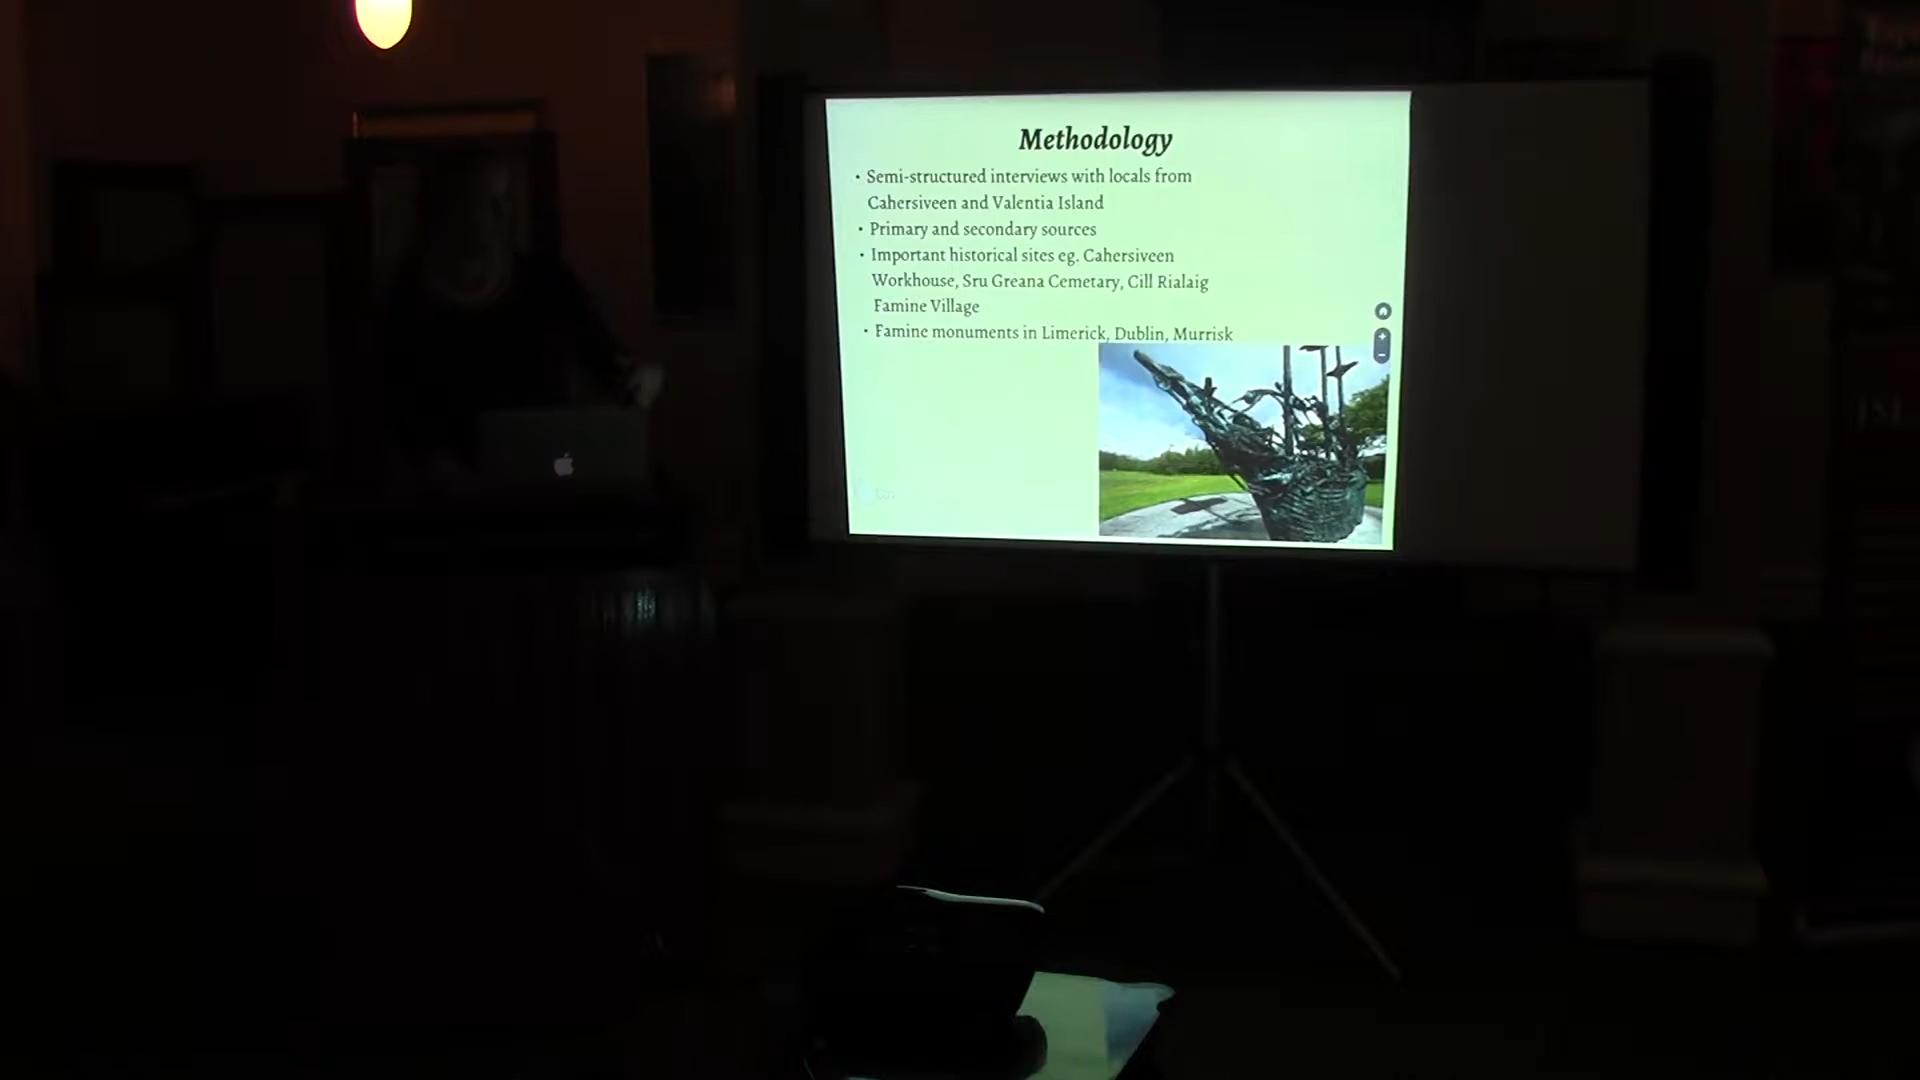 Methodology
• Semi-structured interviews with locals from
Cahersiveen and Valentia Island
• Primary and secondary sources
• Important historical sites eg. Cahersiveen
Workhouse, Sru Greana Cemetary, Cill Rialaig
Famine Village
• Famine monuments in Limerick, Dublin, Murrisk